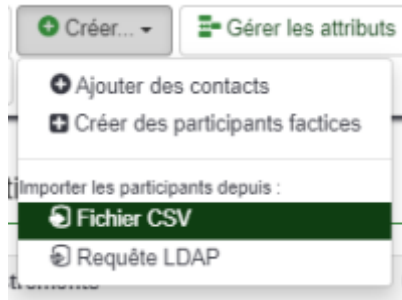 Créer...
Gérer les attributs
Ajouter des contacts
Créer des participants factices
Importer les participants depuis :
Fichier CSV
Requête LDAP